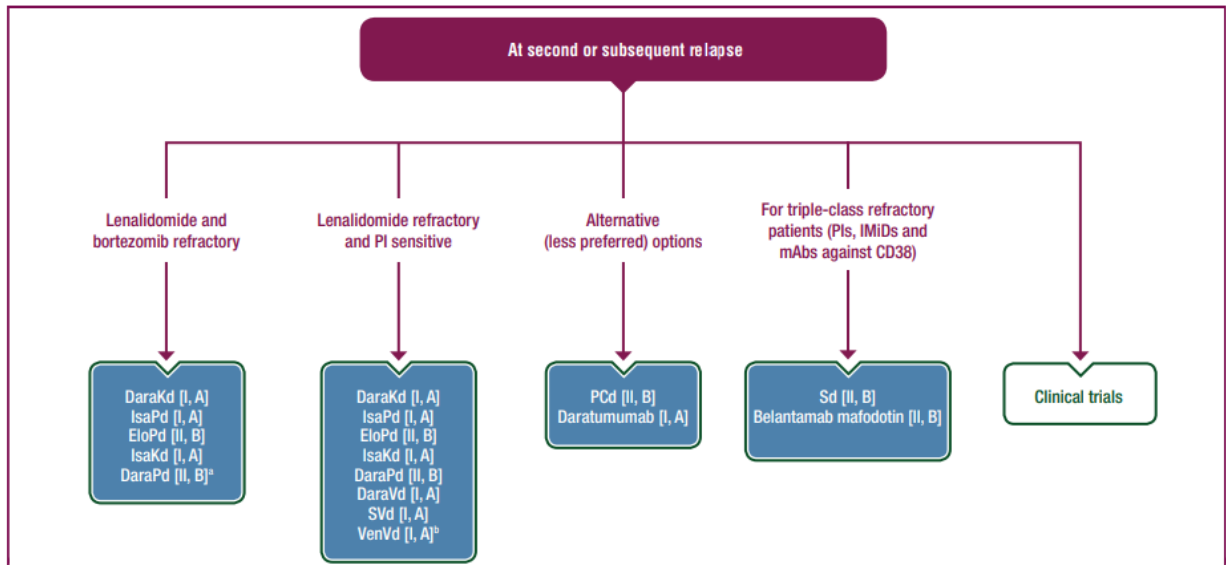 At second or subsequent relapse
Lenalidomide and
bortezomib refractory
Lenalidomide refractory
and PI sensitive
Alternative
(less preferred) options
For triple-class refractory
patients (PIs, IMiDs and
mAbs against CD38)
DaraKd [I, A]
IsaPd [I, A]
EloPd [II, B]
IsaKd [I, A]
DaraPd [II, B]ᵃ
DaraKd [I, A]
IsaPd [I, A]
EloPd [II, B]
IsaKd [I, A]
DaraPd [II, B]
DaraVd [I, A]
SVd [I, A]
VenVd [I, A]ᵇ
PCd [II, B]
Daratumumab [I, A]
Sd [II, B]
Belantamab mafodotin [II, B]
Clinical trials